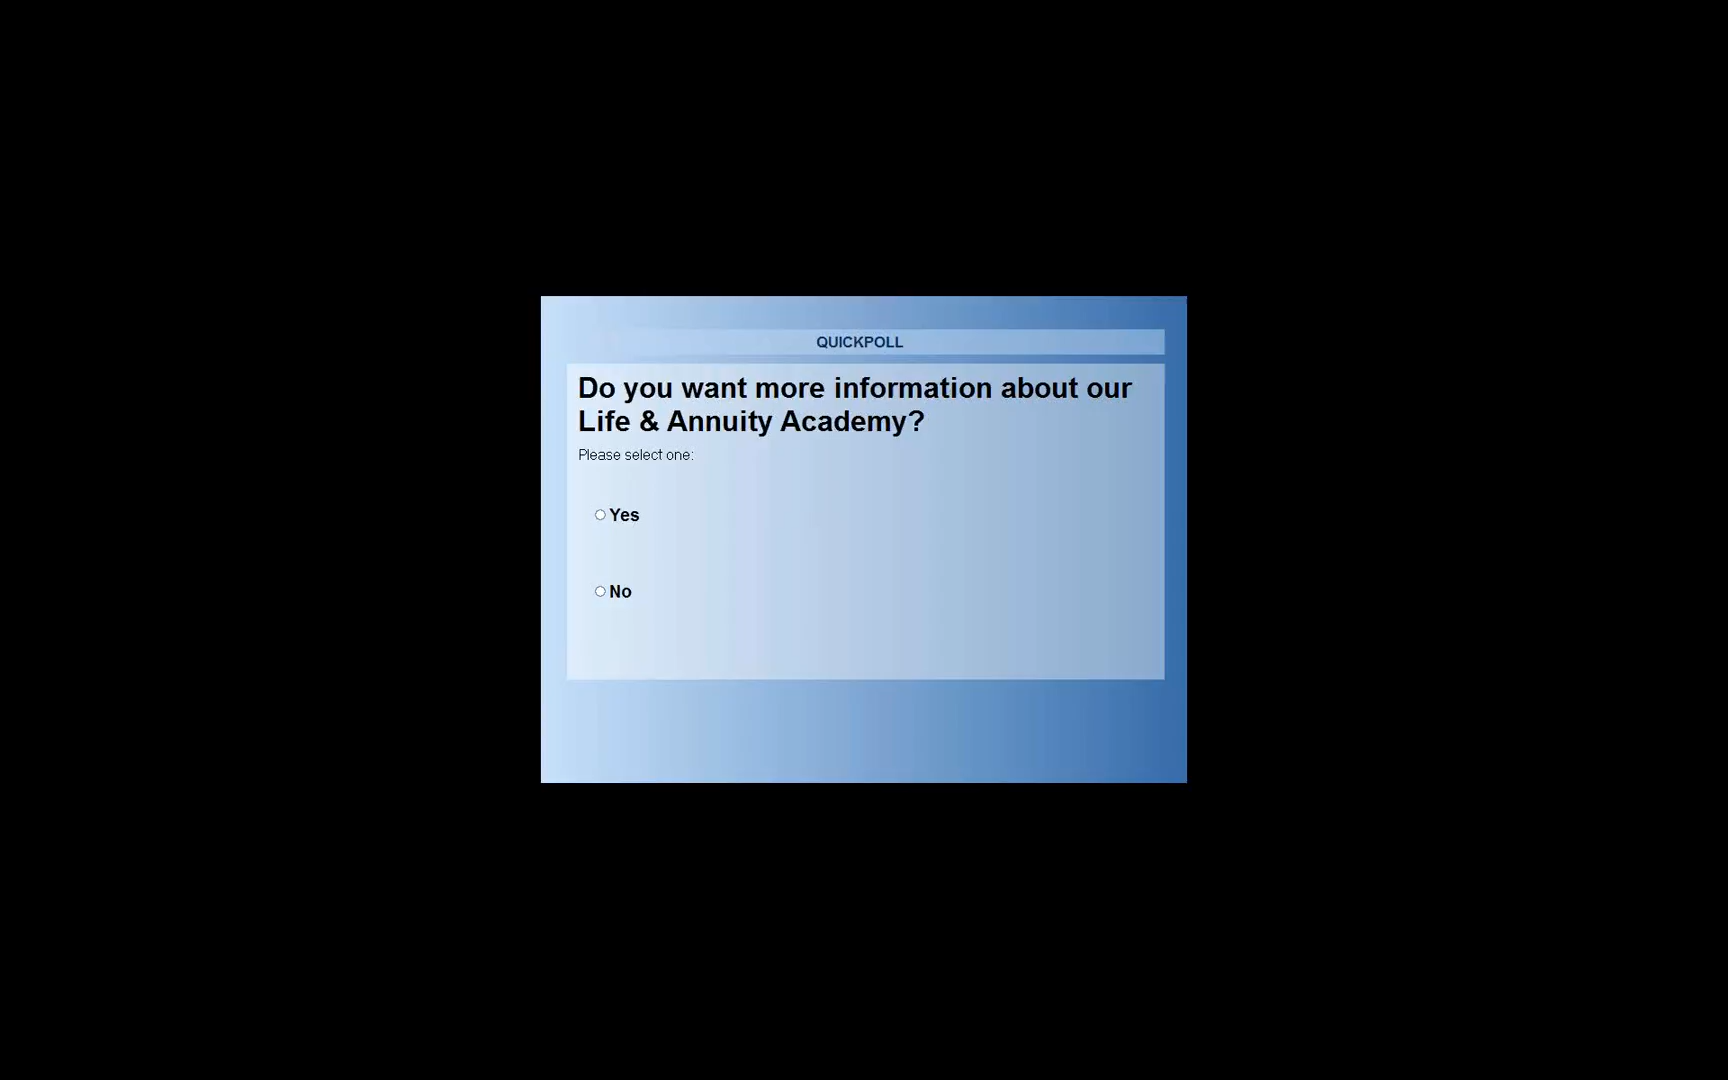 QUICKPOLL
Do you want more information about our
Life & Annuity Academy?
Please select one:
Yes
No